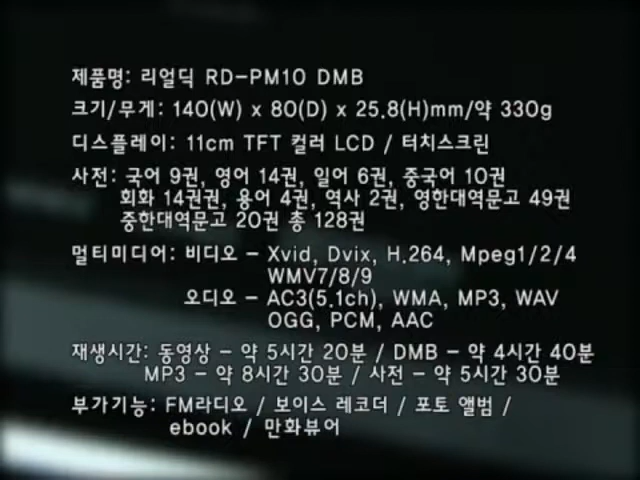 제품명: 리얼딕 RD-PM10 DMB
크기/무게: 140(W) x 80(D) x 25.8(H)mm/약 330g
디스플레이: 11cm TFT 컬러 LCD / 터치스크린
사전: 국어 9권, 영어 14권, 일어 6권, 중국어 10권
회화 14권권, 용어 4권, 역사 2권, 영한대역문고 49권
중한대역문고 20권 총 128권
멀티미디어: 비디오 - Xvid, Dvix, H.264, Mpeg1/2/4
WMV7/8/9
오디오 - AC3(5.1ch), WMA, MP3, WAV
OGG, PCM, AAC
재생시간: 동영상 - 약 5시간 20분 / DMB - 약 4시간 40분
MP3 - 약 8시간 30분 / 사전 - 약 5시간 30분
부가기능: FM라디오 / 보이스 레코더 / 포토 앨범 /
ebook / 만화뷰어